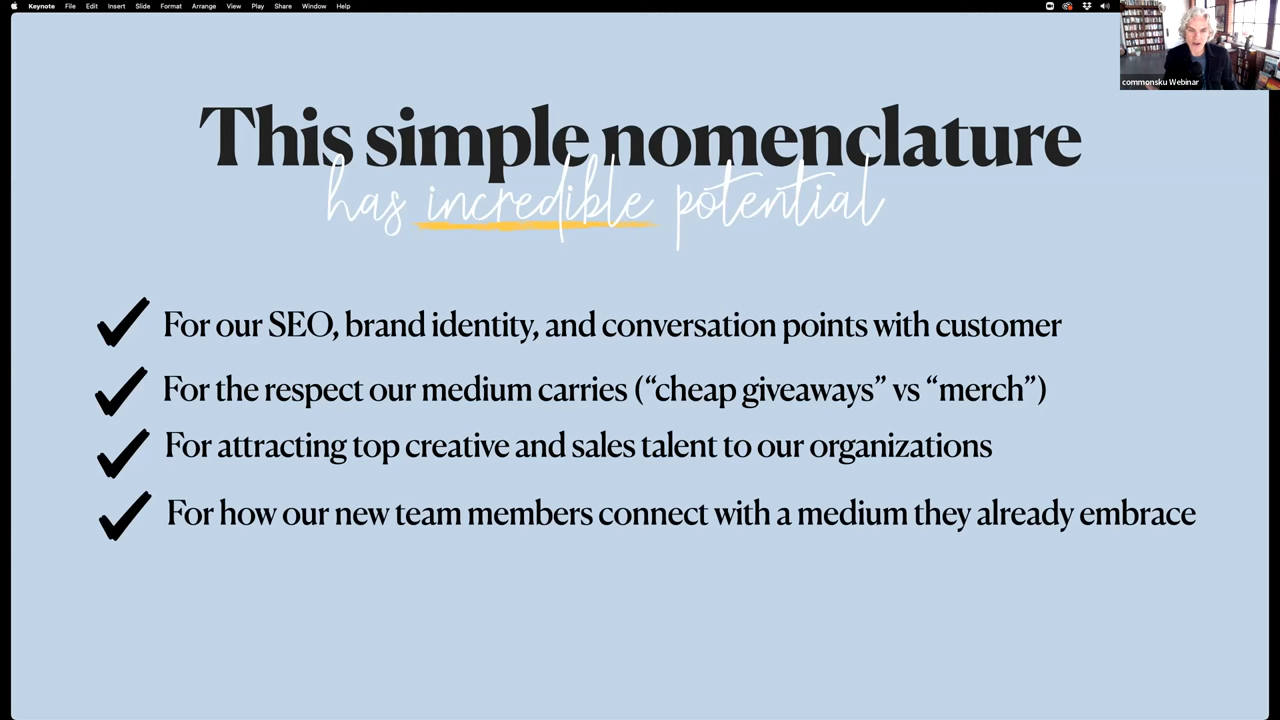 Keynote File Edit Insert Slide Format Arrange View Play Share Window Help
commonsku Webinar
This simple nomenclature
has incredible potential
For our SEO, brand identity, and conversation points with customer
For the respect our medium carries (“cheap giveaways” vs “merch”)
For attracting top creative and sales talent to our organizations
For how our new team members connect with a medium they already embrace